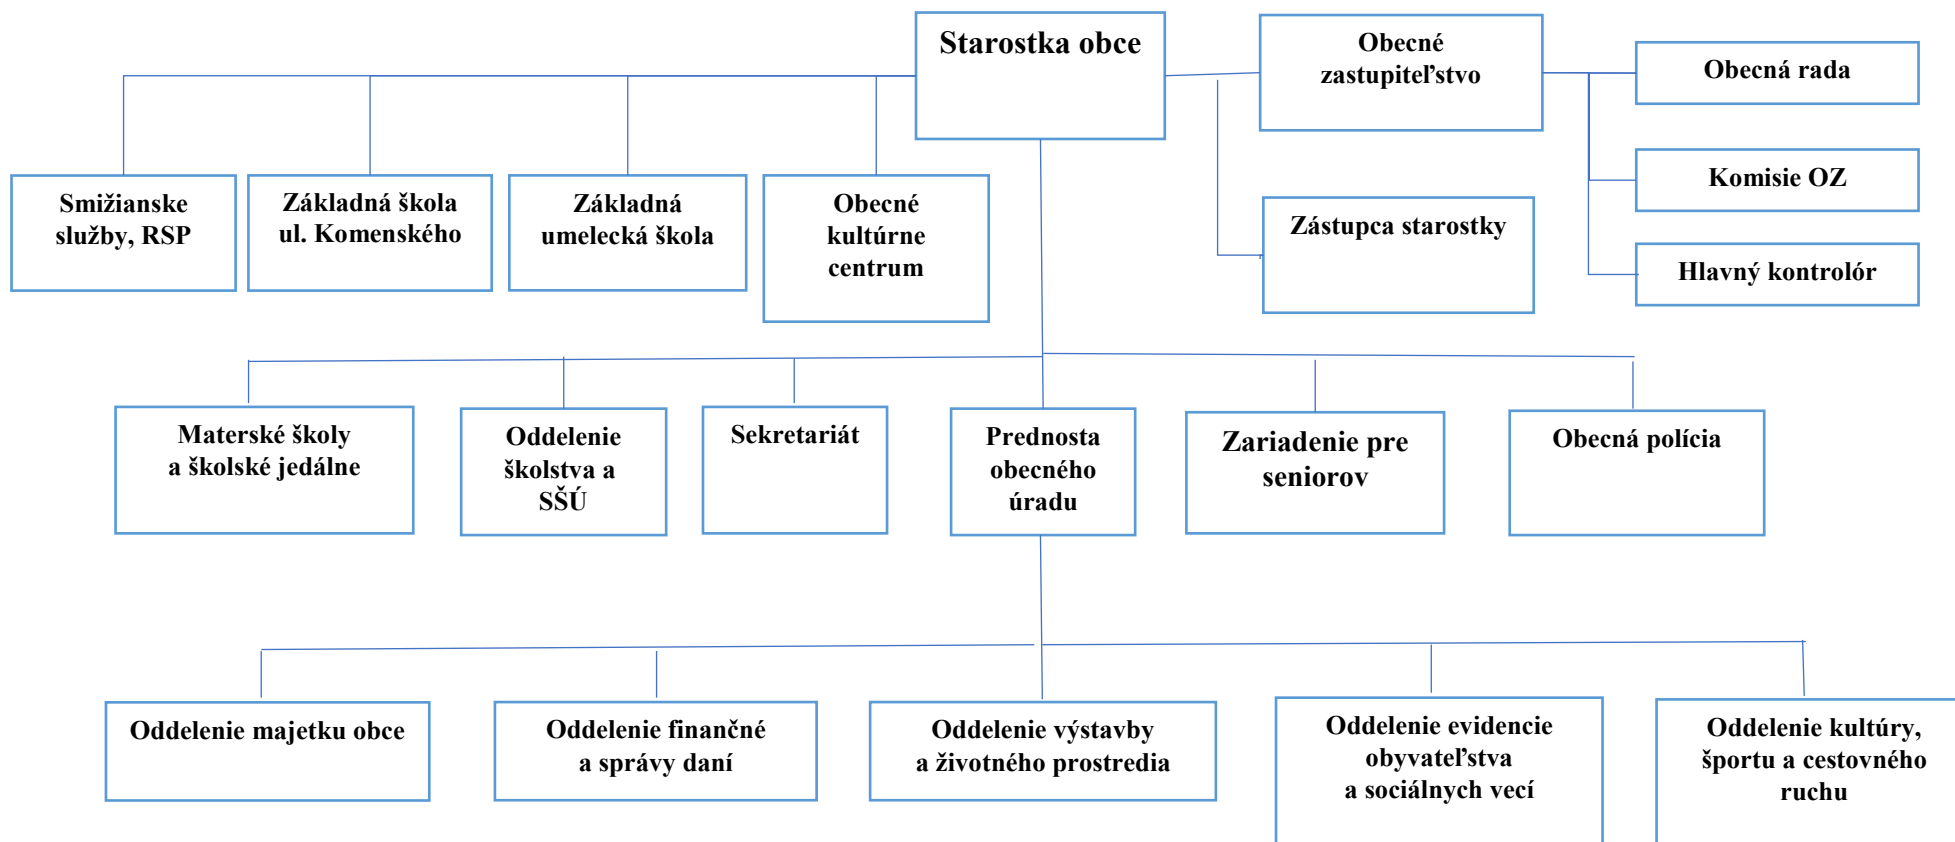 Starostka obce
Obecné
zastupiteľstvo
Obecná rada
Komisie OZ
Hlavný kontrolór
Zástupca starostky
Smižianske
služby, RSP
Základná škola
ul. Komenského
Základná
umelecká škola
Obecné
kultúrne
centrum
Materské školy
a školské jedálne
Oddelenie
školstva a
SŠÚ
Sekretariát
Prednosta
obecného
úradu
Zariadenie pre
seniorov
Obecná polícia
Oddelenie majetku obce
Oddelenie finančné
a správy daní
Oddelenie výstavby
a životného prostredia
Oddelenie evidencie
obyvateľstva
a sociálnych vecí
Oddelenie kultúry,
športu a cestovného
ruchu